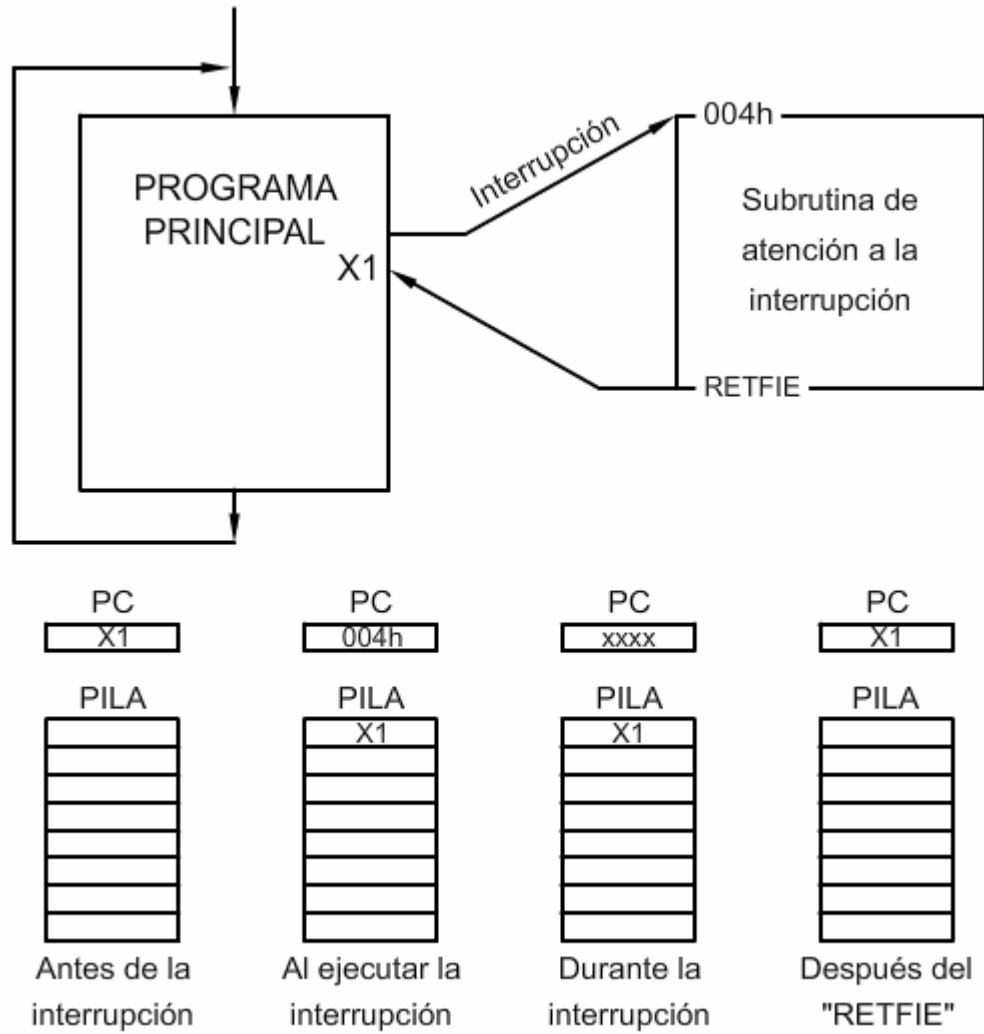 PROGRAMA
PRINCIPAL
X1
Interrupción
004h
Subrutina de
atención a la
interrupción
RETFIE
PC
X1
PILA
Antes de la
interrupción
PC
004h
PILA
X1
Al ejecutar la
interrupción
PC
xxxx
PILA
X1
Durante la
interrupción
PC
X1
PILA
Después del
"RETFIE"